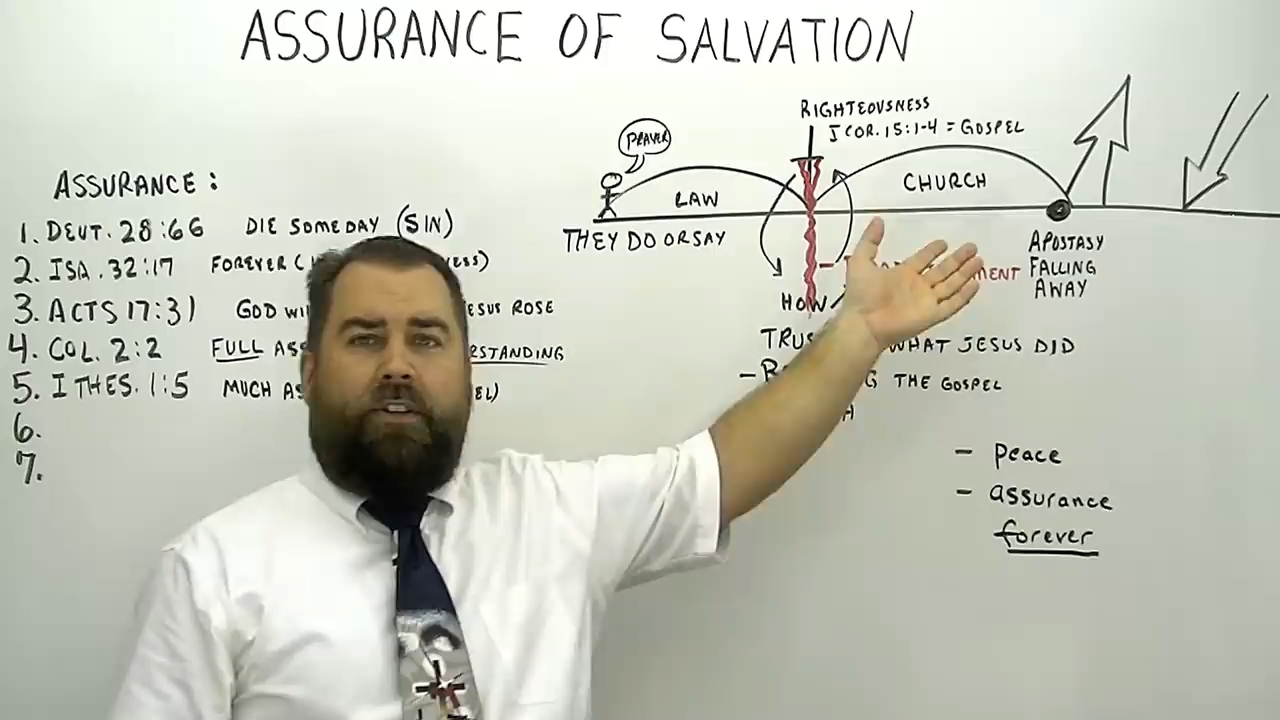 ASSURANCE OF SALVATION
ASSURANCE:
1. DEUT. 28:66 DIE SOMEDAY (SIN)
2. ISA. 32:17 FOREVER (
3. ACTS 17:31 GOD ROSE
4. COL. 2:2 FULL
5. I THES. 1:5 MUCH
6.
7.
PRAYER
LAW
THEY DO OR SAY
RIGHTEOUSNESS
I COR. 15:1-4 = GOSPEL
CHURCH
HOW
WHAT JESUS DID
THE GOSPEL
APOSTASY
FALLING
AWAY
- peace
- assurance
forever